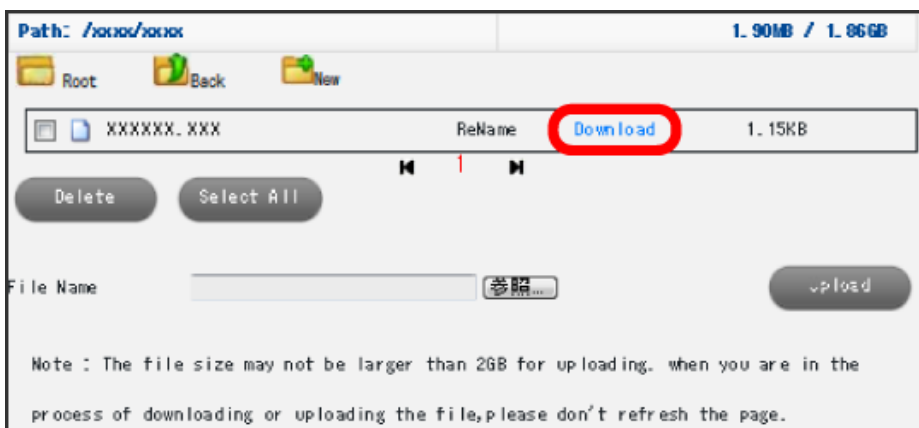 Path: /xxxx/xxxx 1.90MB / 1.86GB
Root Back New
XXXXXX.XXX ReName Download 1.15KB
1
Delete Select All
File Name 参照... Upload
Note : The file size may not be larger than 2GB for uploading. when you are in the
process of downloading or uploading the file,please don't refresh the page.